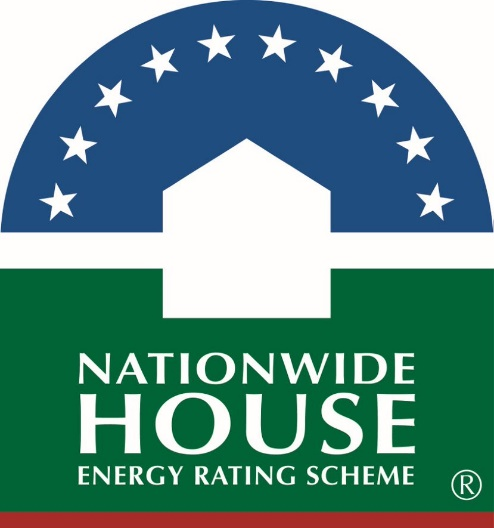 NATIONWIDE
HOUSE
ENERGY RATING SCHEME
®